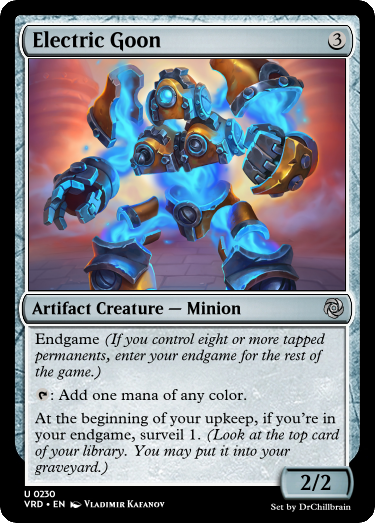 Electric Goon 3
Artifact Creature — Minion
Endgame (If you control eight or more tapped
permanents, enter your endgame for the rest of
the game.)
: Add one mana of any color.
At the beginning of your upkeep, if you're in
your endgame, surveil 1. (Look at the top card
of your library. You may put it into your
graveyard.)
2/2
U 0230
VRD • EN Vladimir Kafanov
Set by DrChillbrain